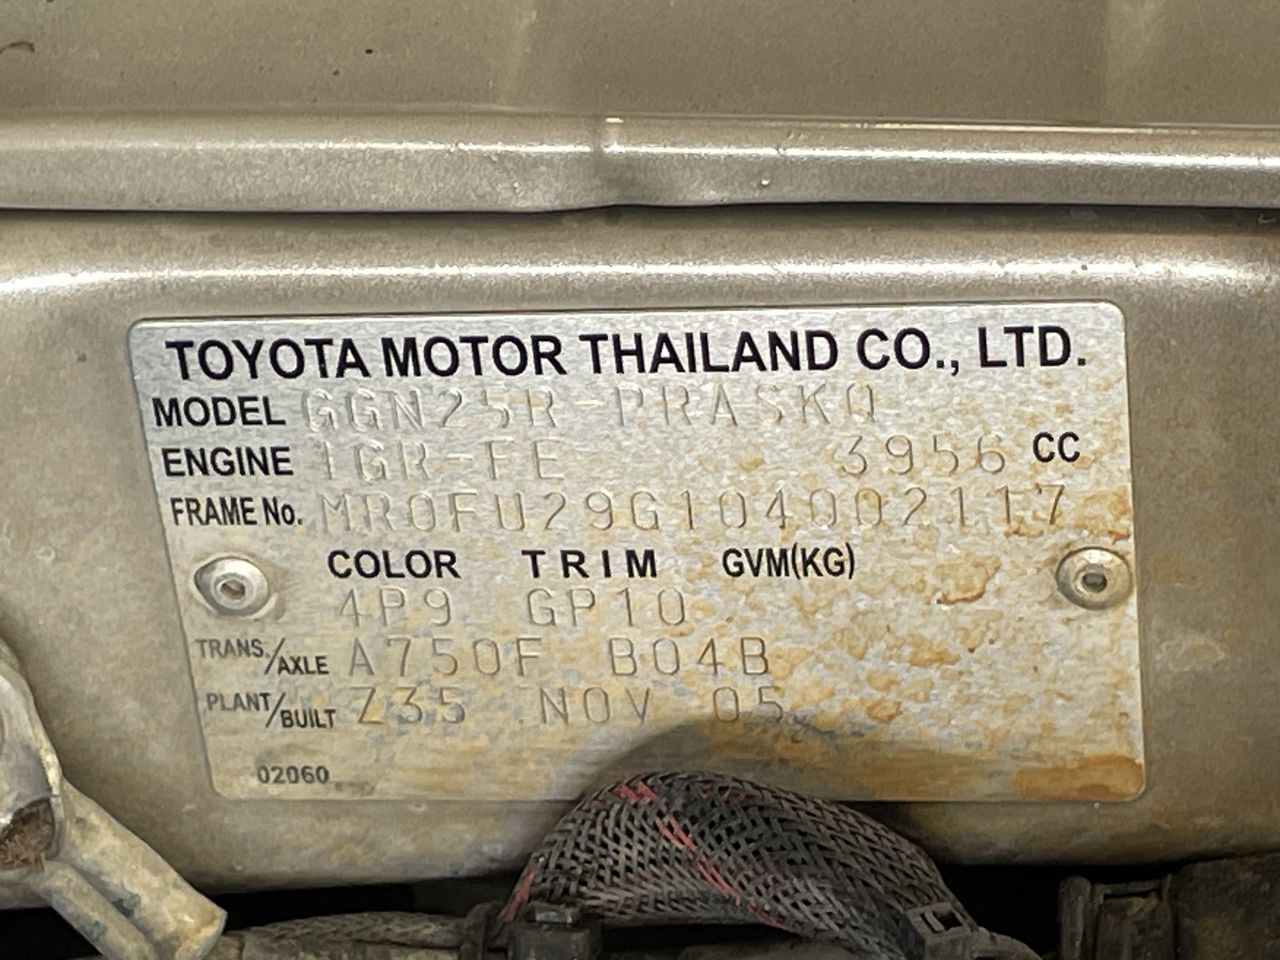 TOYOTA MOTOR THAILAND CO., LTD.
MODEL GGN25R-PRASKQ
ENGINE 1GR-FE 3956 CC
FRAME No. MR0FU29G104002117
COLOR TRIM GVM(KG)
4P9 GP10
TRANS./AXLE A750F B04B
PLANT/BUILT Z35 NOV 05
02060